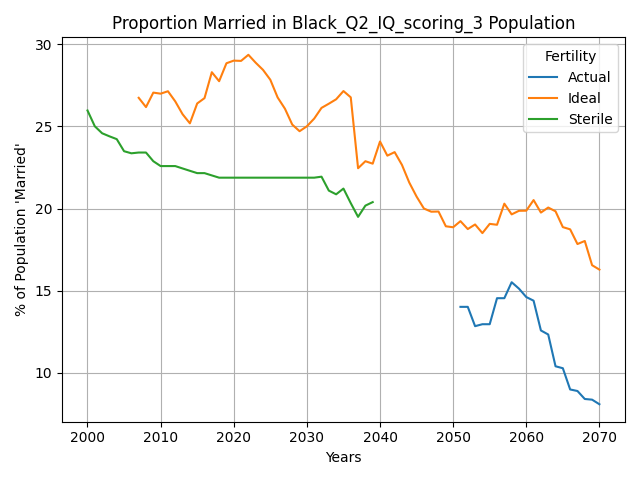 Proportion Married in Black_Q2_IQ_scoring_3 Population
% of Population 'Married'
30
25
20
15
10
Fertility
Actual
Ideal
Sterile
2000 2010 2020 2030 2040 2050 2060 2070
Years